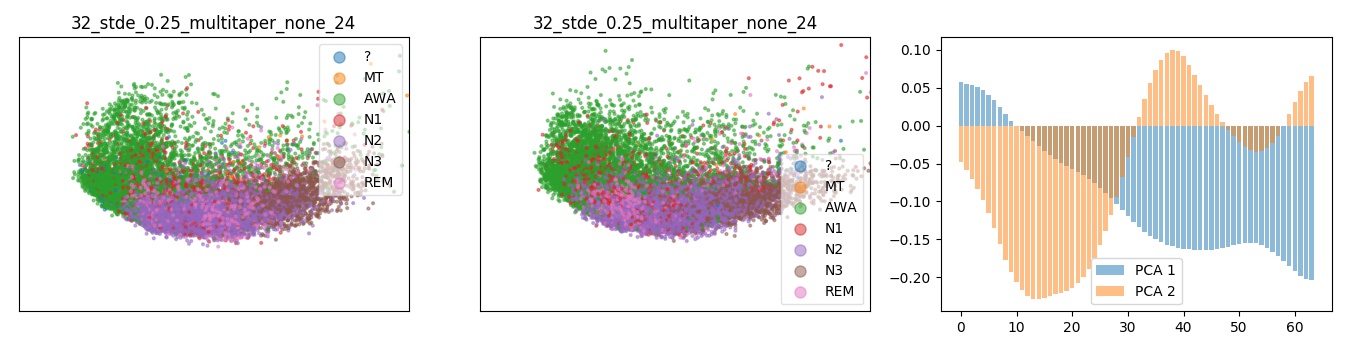 32_stde_0.25_multitaper_none_24
?
MT
AWA
N1
N2
N3
REM
32_stde_0.25_multitaper_none_24
?
MT
AWA
N1
N2
N3
REM
0.10
0.05
0.00
−0.05
−0.10
−0.15
−0.20
PCA 1
PCA 2
0 10 20 30 40 50 60